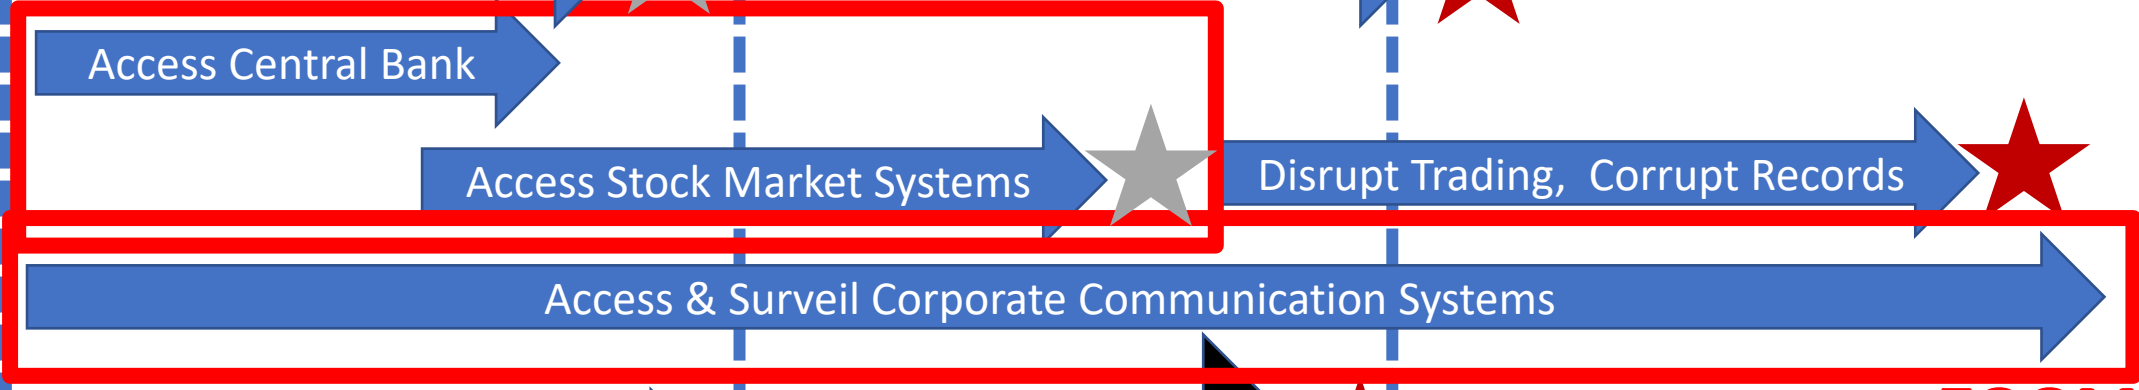 Access Central Bank
Access Stock Market Systems
Disrupt Trading,  Corrupt Records
Access & Surveil Corporate Communication Systems